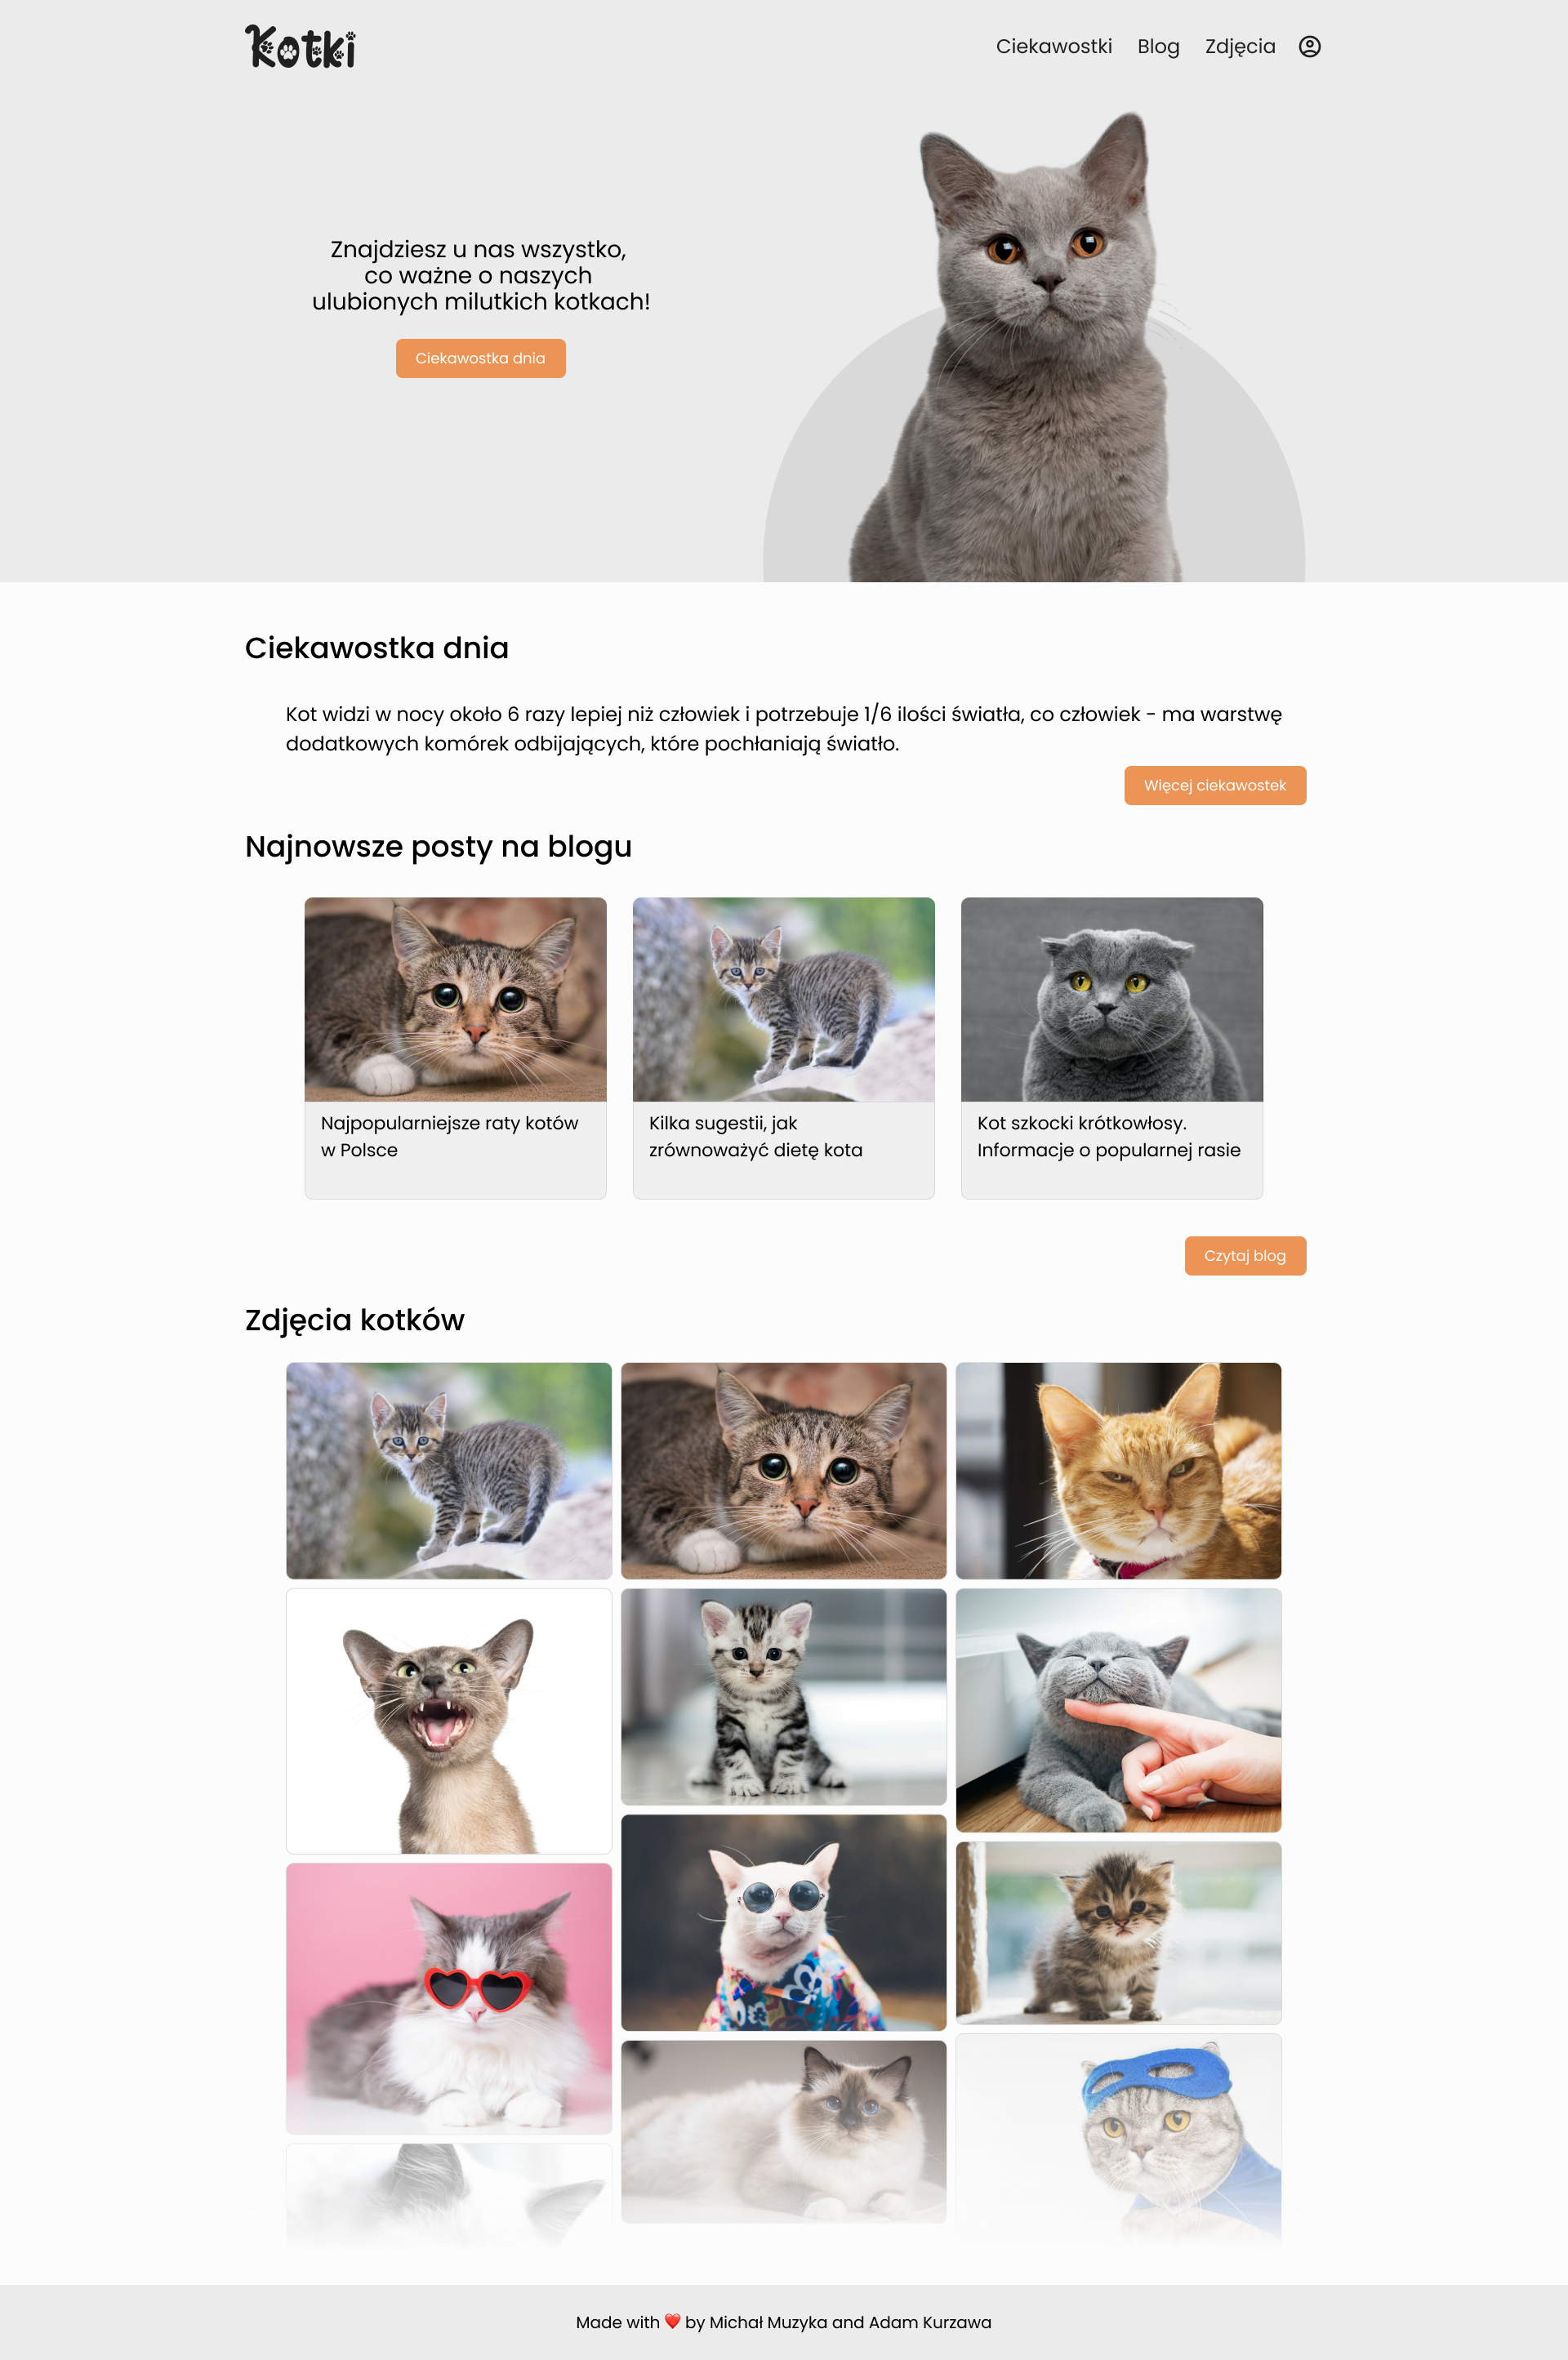 Kotki
Ciekawostki Blog Zdjęcia
Znajdziesz u nas wszystko,
co ważne o naszych
ulubionych milutkich kotkach!
Ciekawostka dnia
Ciekawostka dnia
Kot widzi w nocy około 6 razy lepiej niż człowiek i potrzebuje 1/6 ilości światła, co człowiek - ma warstwę
dodatkowych komórek odbijających, które pochłaniają światło.
Więcej ciekawostek
Najnowsze posty na blogu
Najpopularniejsze raty kotów
w Polsce
Kilka sugestii, jak
zrównoważyć dietę kota
Kot szkocki krótkowłosy.
Informacje o popularnej rasie
Czytaj blog
Zdjęcia kotków
Made with ❤️ by Michał Muzyka and Adam Kurzawa